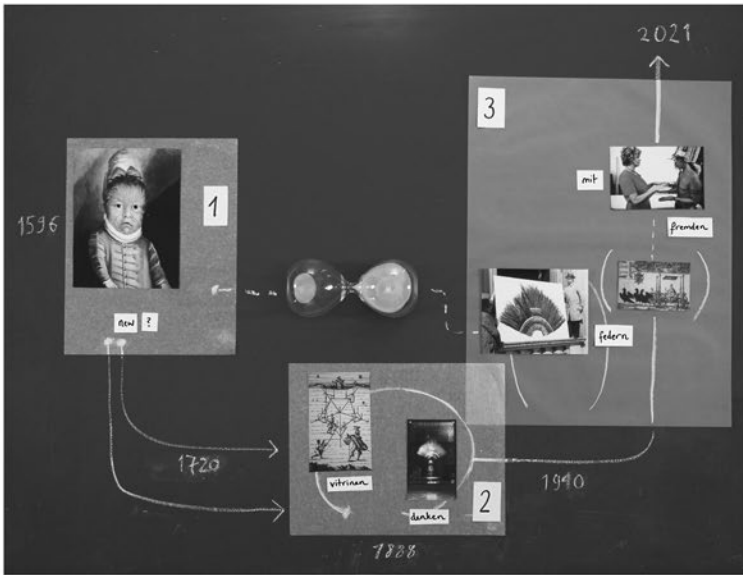 2021
3
mit
fremden
1
1596
new ?
federn
1720
vitrinen
1940
denken
2
1888